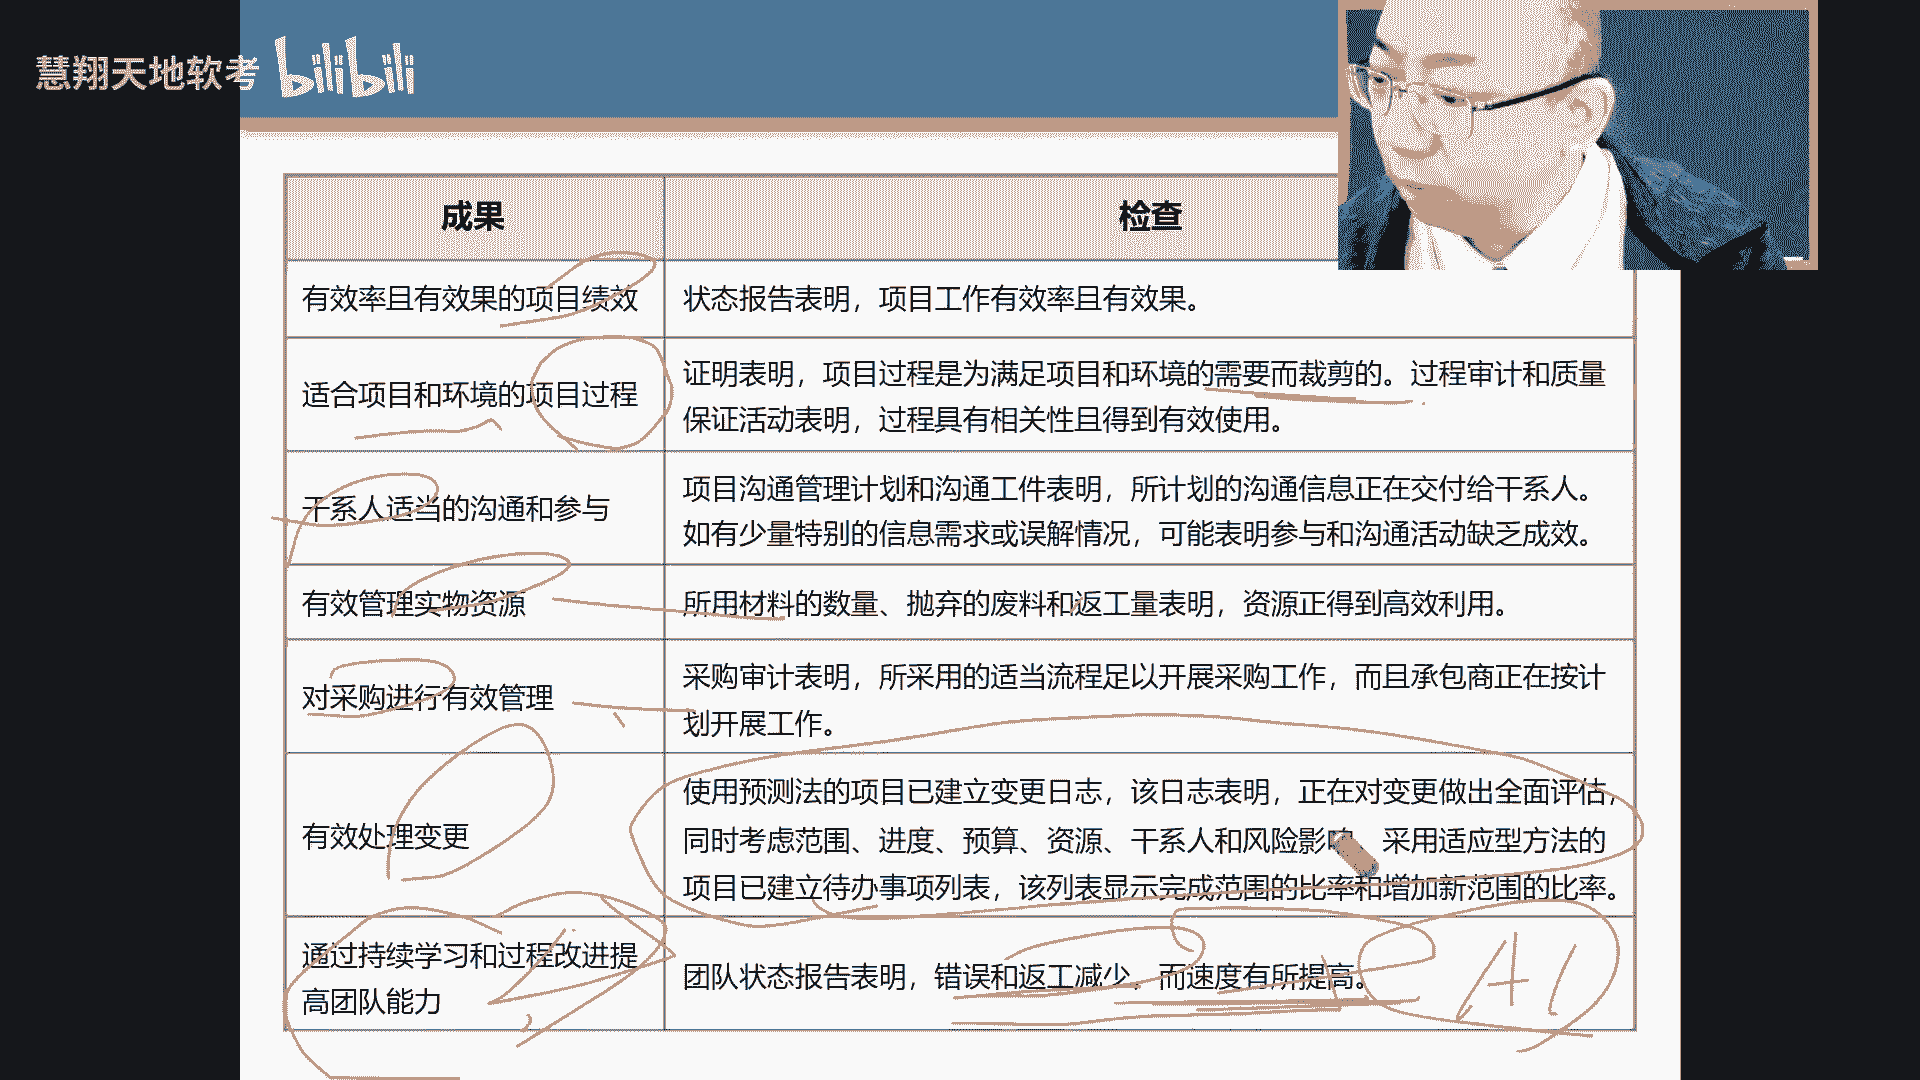 慧翔天地软考 bilibili
成果
检查
有效率且有效果的项目绩效
状态报告表明，项目工作有效率且有效果。
适合项目和环境的项目过程
证明表明，项目过程是为满足项目和环境的需要而裁剪的。过程审计和质量
保证活动表明，过程具有相关性且得到有效使用。
干系人适当的沟通和参与
项目沟通管理计划和沟通工件表明，所计划的沟通信息正在交付给干系人。
如有少量特别的信息需求或误解情况，可能表明参与和沟通活动缺乏成效。
有效管理实物资源
所用材料的数量、抛弃的废料和返工量表明，资源正得到高效利用。
对采购进行有效管理
采购审计表明，所采用的适当流程足以开展采购工作，而且承包商正在按计
划开展工作。
有效处理变更
使用预测法的项目已建立变更日志，该日志表明，正在对变更做出全面评估，
同时考虑范围、进度、预算、资源、干系人和风险影响、采用适应型方法的
项目已建立待办事项列表，该列表显示完成范围的比率和增加新范围的比率。
通过持续学习和过程改进提
高团队能力
团队状态报告表明，错误和返工减少，而速度有所提高。
AI